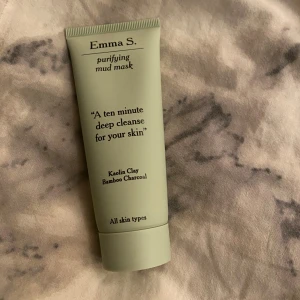 Emma S.
purifying
mud mask
"A ten minute
deep cleanse
for your skin"
Kaolin Clay
Bamboo Charcoal
All skin types